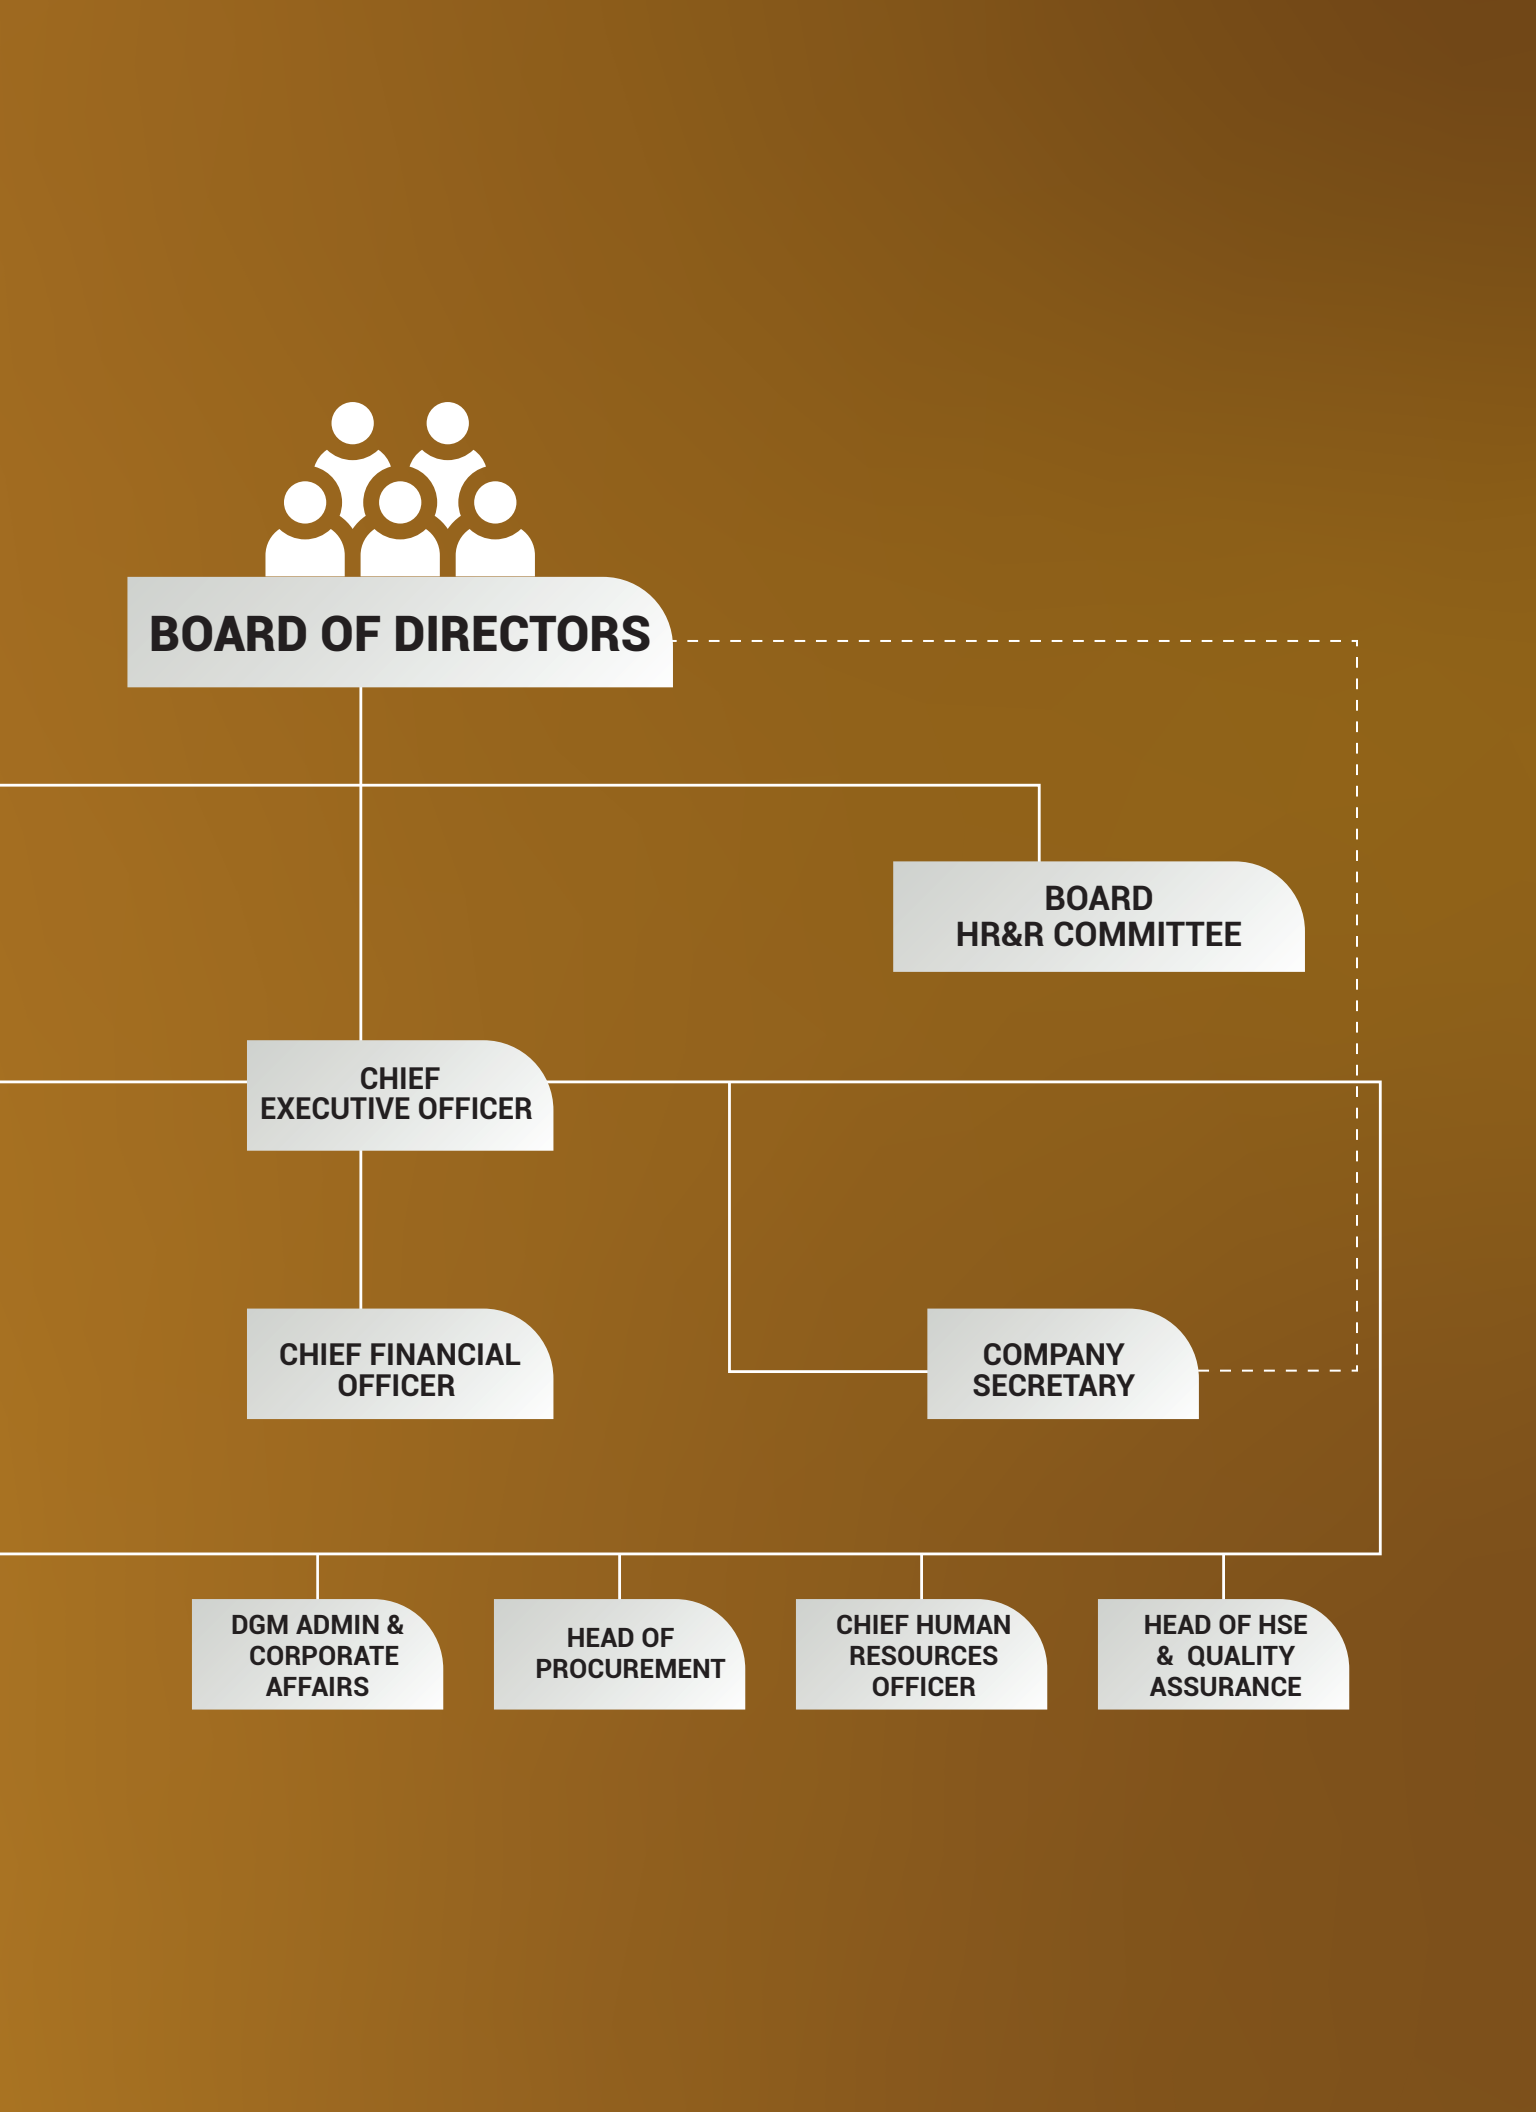 BOARD OF DIRECTORS
BOARD
HR&R COMMITTEE
CHIEF
EXECUTIVE OFFICER
CHIEF FINANCIAL
OFFICER
COMPANY
SECRETARY
DGM ADMIN &
CORPORATE
AFFAIRS
HEAD OF
PROCUREMENT
CHIEF HUMAN
RESOURCES
OFFICER
HEAD OF HSE
& QUALITY
ASSURANCE